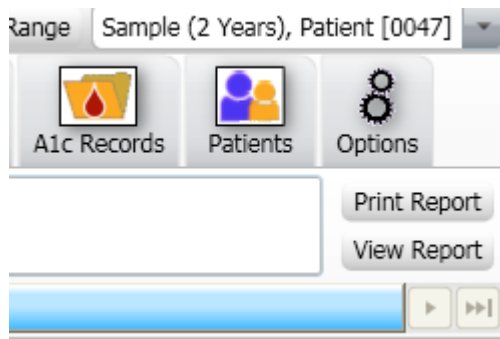 Range Sample (2 Years), Patient [0047]
A1c Records Patients Options
Print Report
View Report